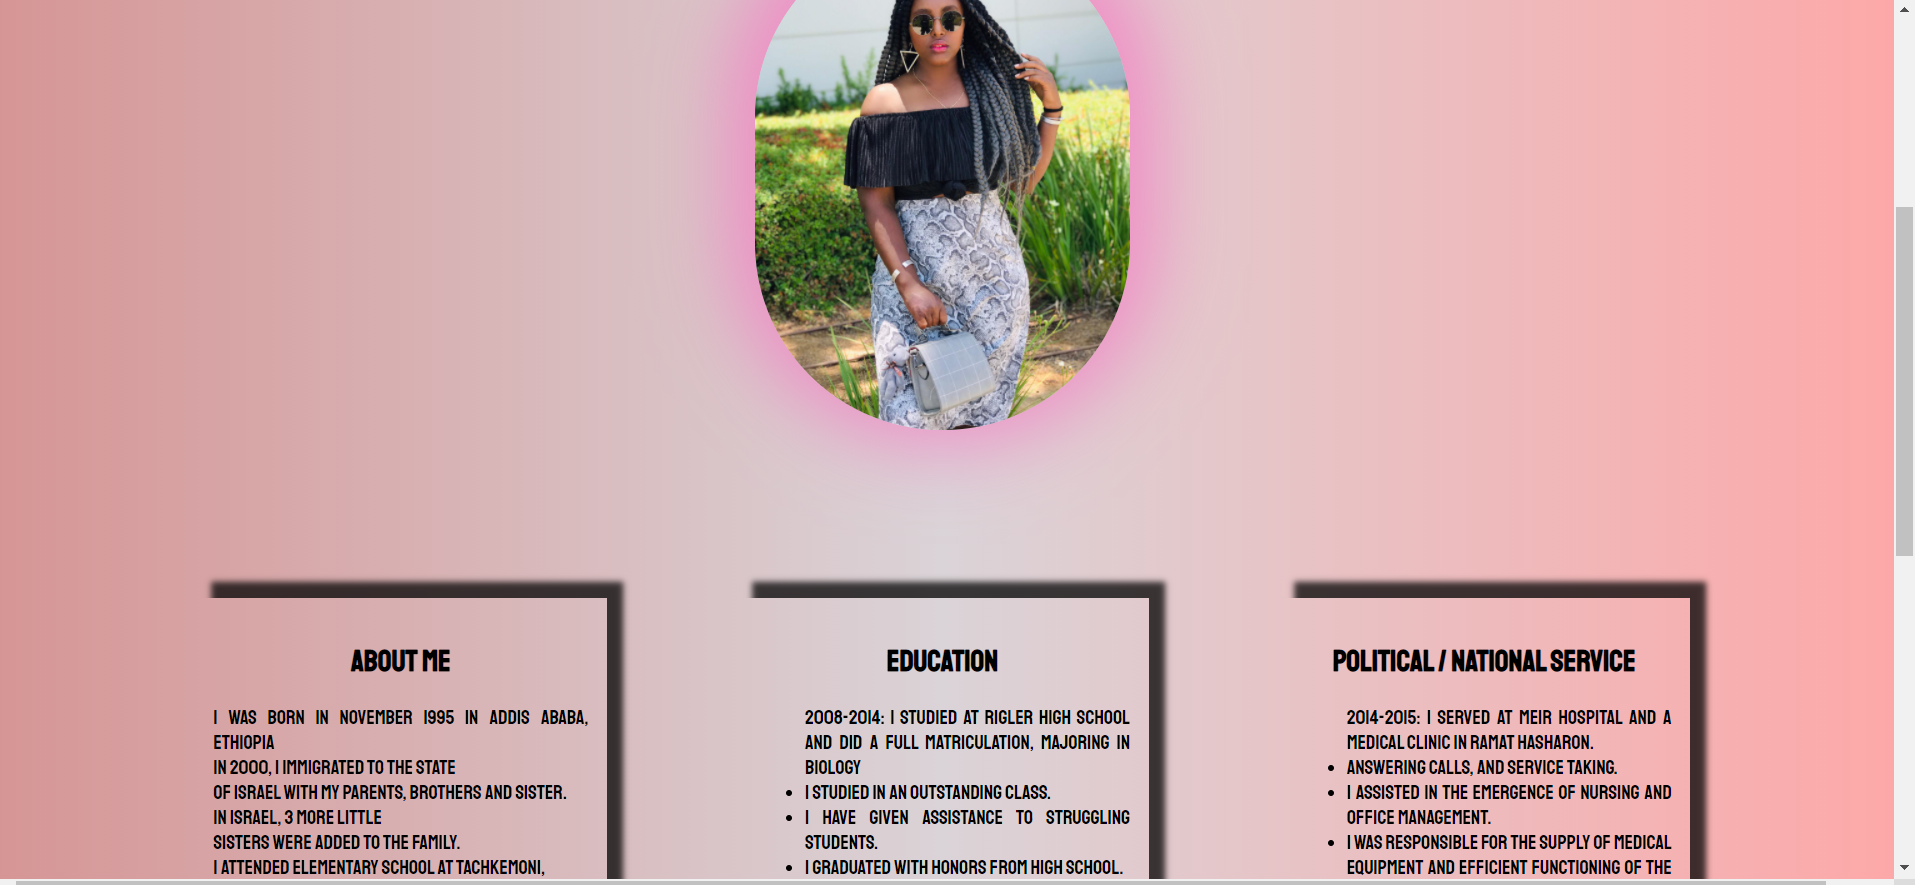 ABOUT ME
I WAS BORN IN NOVEMBER 1995 IN ADDIS ABABA,
ETHIOPIA
IN 2000, I IMMIGRATED TO THE STATE
OF ISRAEL WITH MY PARENTS, BROTHERS AND SISTER.
IN ISRAEL, 3 MORE LITTLE
SISTERS WERE ADDED TO THE FAMILY.
I ATTENDED ELEMENTARY SCHOOL AT TACHKEMONI,
EDUCATION
2008-2014: I STUDIED AT RIGLER HIGH SCHOOL
AND DID A FULL MATRICULATION, MAJORING IN
BIOLOGY
• I STUDIED IN AN OUTSTANDING CLASS.
• I HAVE GIVEN ASSISTANCE TO STRUGGLING
STUDENTS.
• I GRADUATED WITH HONORS FROM HIGH SCHOOL.
POLITICAL / NATIONAL SERVICE
2014-2015: I SERVED AT MEIR HOSPITAL AND A
MEDICAL CLINIC IN RAMAT HASHARON.
• ANSWERING CALLS, AND SERVICE TAKING.
• I ASSISTED IN THE EMERGENCE OF NURSING AND
OFFICE MANAGEMENT.
• I WAS RESPONSIBLE FOR THE SUPPLY OF MEDICAL
EQUIPMENT AND EFFICIENT FUNCTIONING OF THE